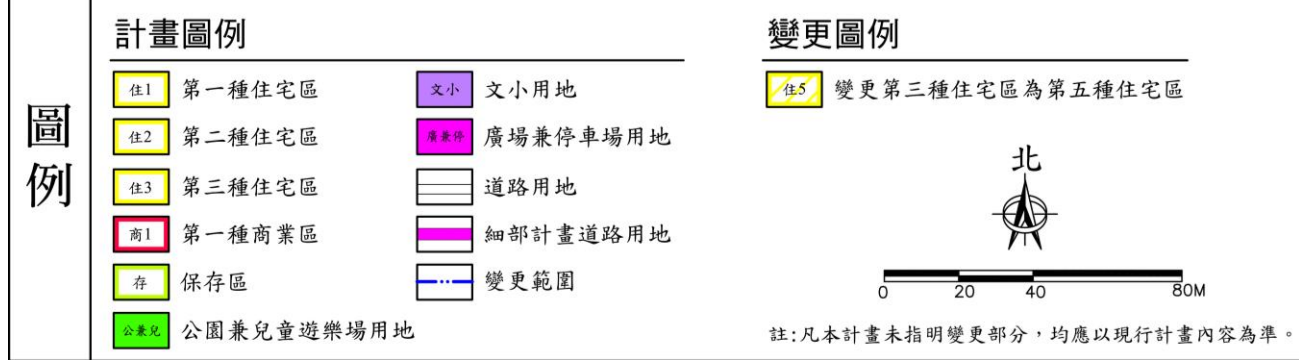 圖例
計畫圖例
住1 第一種住宅區
住2 第二種住宅區
住3 第三種住宅區
商1 第一種商業區
存 保存區
公兼兒 公園兼兒童遊樂場用地
文小 文小用地
廣兼停 廣場兼停車場用地
道路用地
細部計畫道路用地
變更範圍
變更圖例
住5 變更第三種住宅區為第五種住宅區
北
0 20 40 80M
註:凡本計畫未指明變更部分，均應以現行計畫內容為準。